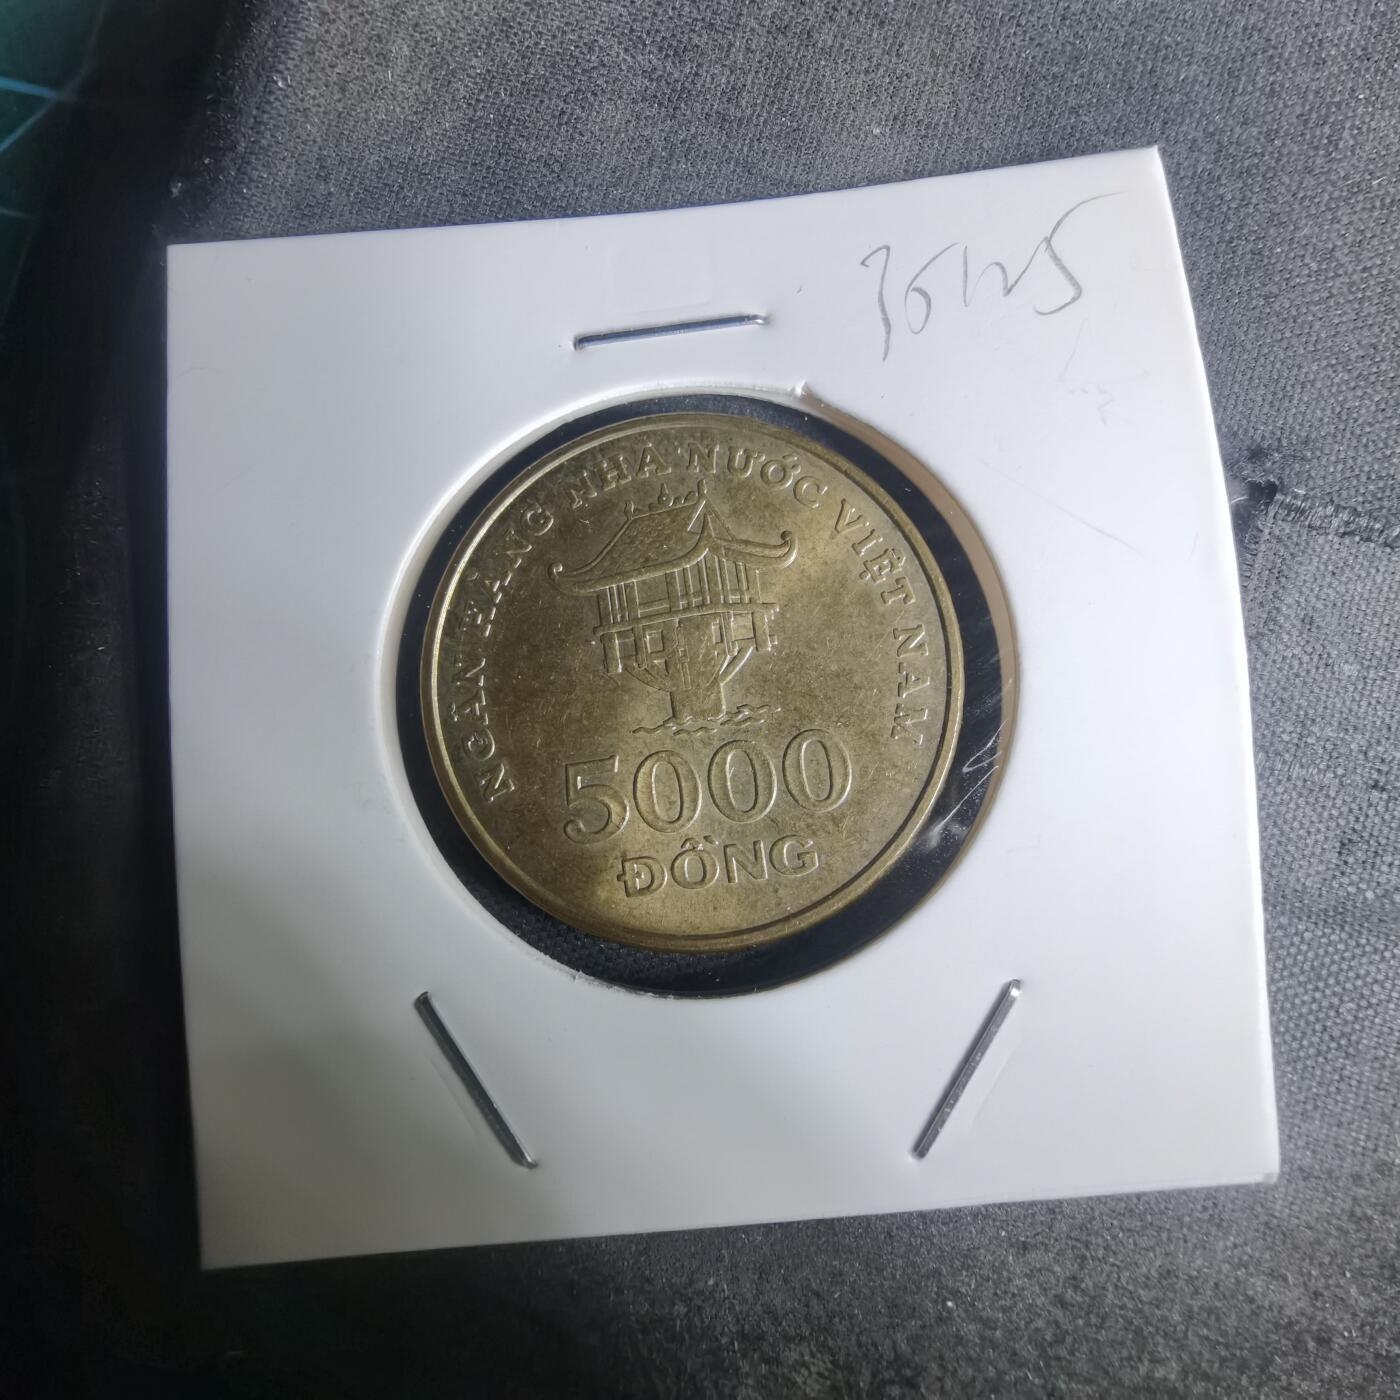 NGÂN HÀNG NHÀ NƯỚC VIỆT NAM
5000
ĐỒNG